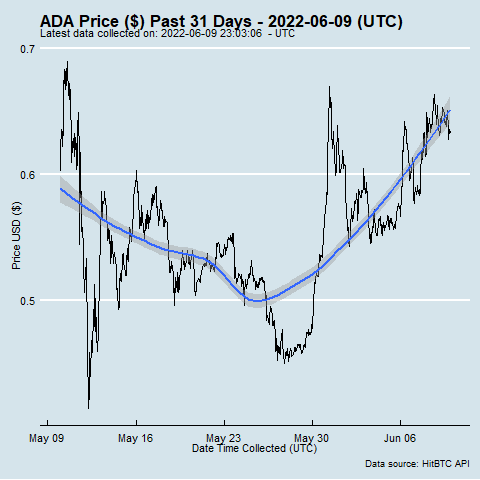 ADA Price ($) Past 31 Days - 2022-06-09 (UTC)
Latest data collected on: 2022-06-09 23:03:06  - UTC
0.7
0.6
0.5
Price USD ($)
May 09
May 16
May 23
May 30
Jun 06
Date Time Collected (UTC)
Data source: HitBTC API